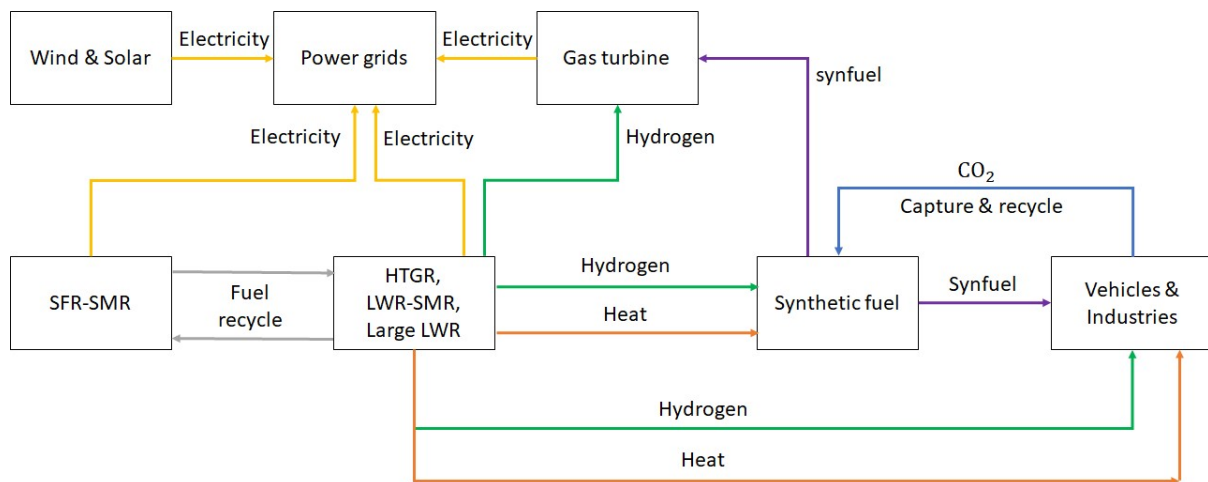 Wind & Solar
Electricity
Power grids
Electricity
Gas turbine
synfuel
Electricity
Electricity
Hydrogen
CO₂
Capture & recycle
SFR-SMR
Fuel
recycle
HTGR,
LWR-SMR,
Large LWR
Hydrogen
Heat
Synthetic fuel
Synfuel
Vehicles &
Industries
Hydrogen
Heat